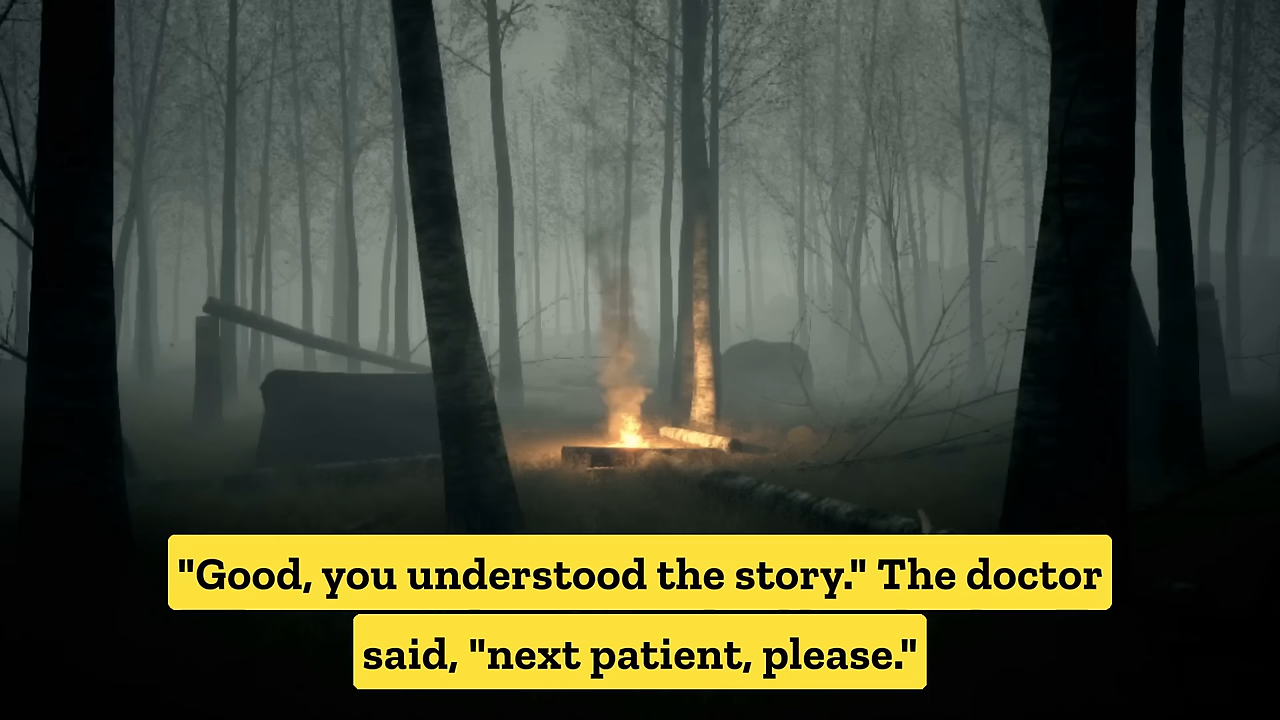 "Good, you understood the story." The doctor
said, "next patient, please."